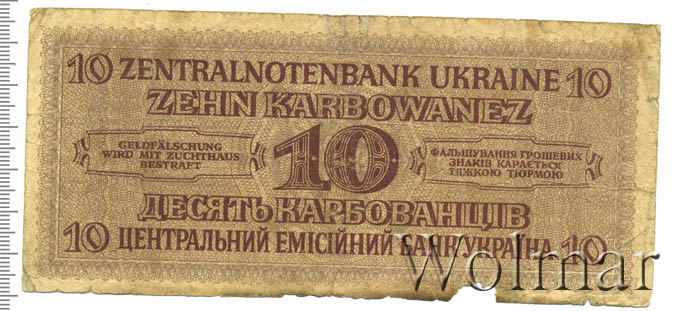 10 ZENTRALNOTENBANK UKRAINE 10
ZEHN KARBOWANEZ
GELDFÄLSCHUNG
WIRD MIT ZUCHTHAUS
BESTRAFT
10
ФАЛЬШУВАННЯ ГРОШЕВИХ
ЗНАКІВ КАРАЄТЬСЯ
ТЯЖКОЮ ТЮРМОЮ
ДЕСЯТЬ КАРБОВАНЦІВ
10 ЦЕНТРАЛЬНИЙ ЕМІСІЙНИЙ БАНК УКРАЇНА 10
Wolmar